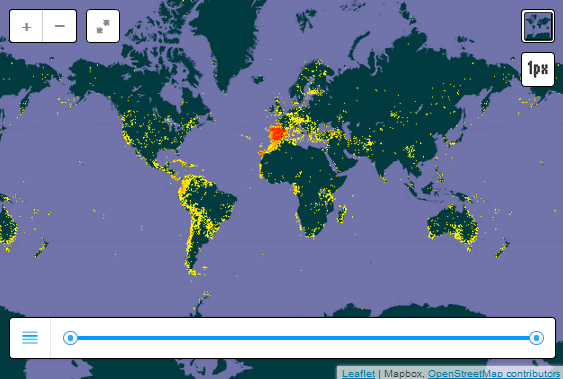 + −
1px
Leaflet | Mapbox, OpenStreetMap contributors